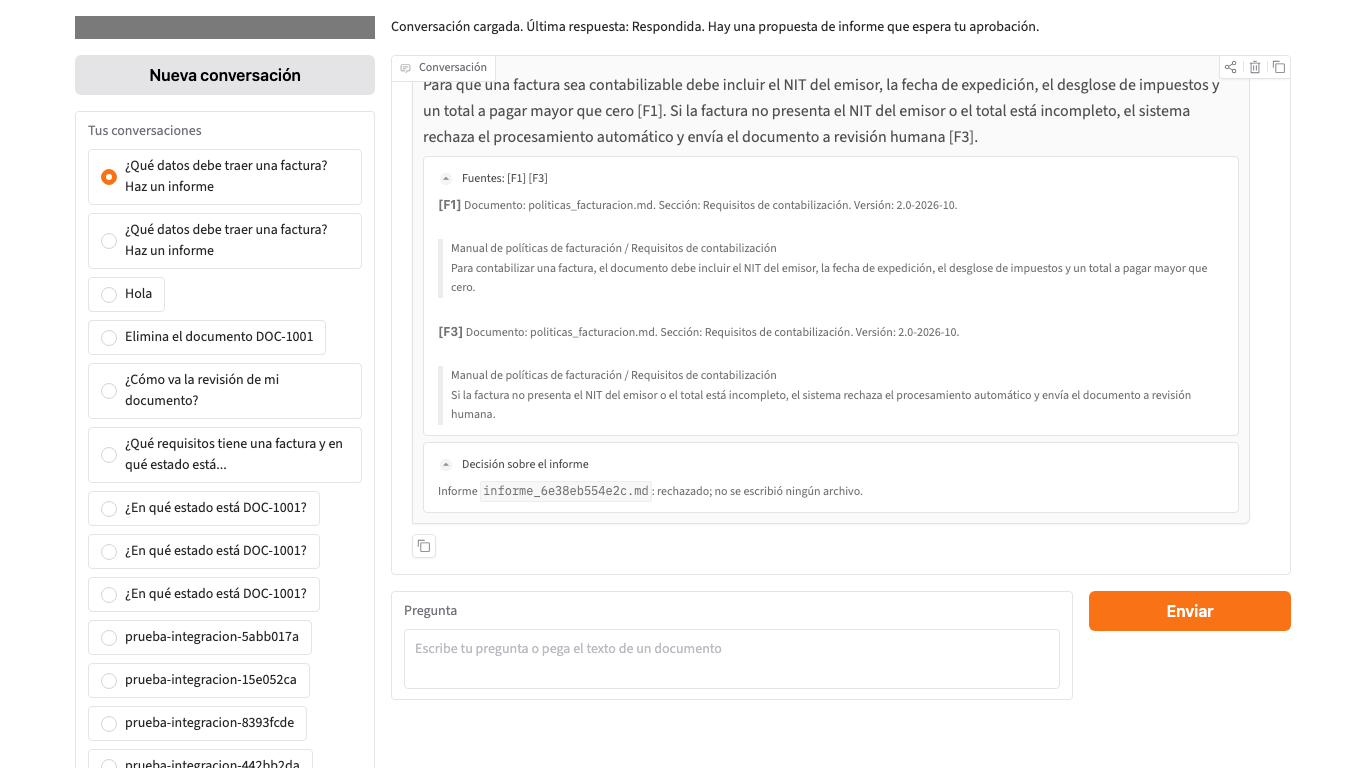 Conversación cargada. Última respuesta: Respondida. Hay una propuesta de informe que espera tu aprobación.
Nueva conversación
Tus conversaciones
¿Qué datos debe traer una factura?
Haz un informe
¿Qué datos debe traer una factura?
Haz un informe
Hola
Elimina el documento DOC-1001
¿Cómo va la revisión de mi
documento?
¿Qué requisitos tiene una factura y en
qué estado está...
¿En qué estado está DOC-1001?
¿En qué estado está DOC-1001?
¿En qué estado está DOC-1001?
prueba-integracion-5abb017a
prueba-integracion-15e052ca
prueba-integracion-8393fcde
prueba-integracion-442bb2da
Conversación
Para que una factura sea contabilizable debe incluir el NIT del emisor, la fecha de expedición, el desglose de impuestos y
un total a pagar mayor que cero [F1]. Si la factura no presenta el NIT del emisor o el total está incompleto, el sistema
rechaza el procesamiento automático y envía el documento a revisión humana [F3].
Fuentes: [F1] [F3]
[F1] Documento: politicas_facturacion.md. Sección: Requisitos de contabilización. Versión: 2.0-2026-10.
Manual de políticas de facturación / Requisitos de contabilización
Para contabilizar una factura, el documento debe incluir el NIT del emisor, la fecha de expedición, el desglose de impuestos y un total a pagar mayor que
cero.
[F3] Documento: politicas_facturacion.md. Sección: Requisitos de contabilización. Versión: 2.0-2026-10.
Manual de políticas de facturación / Requisitos de contabilización
Si la factura no presenta el NIT del emisor o el total está incompleto, el sistema rechaza el procesamiento automático y envía el documento a revisión
humana.
Decisión sobre el informe
Informe informe_6e38eb554e2c.md: rechazado; no se escribió ningún archivo.
Pregunta
Escribe tu pregunta o pega el texto de un documento
Enviar